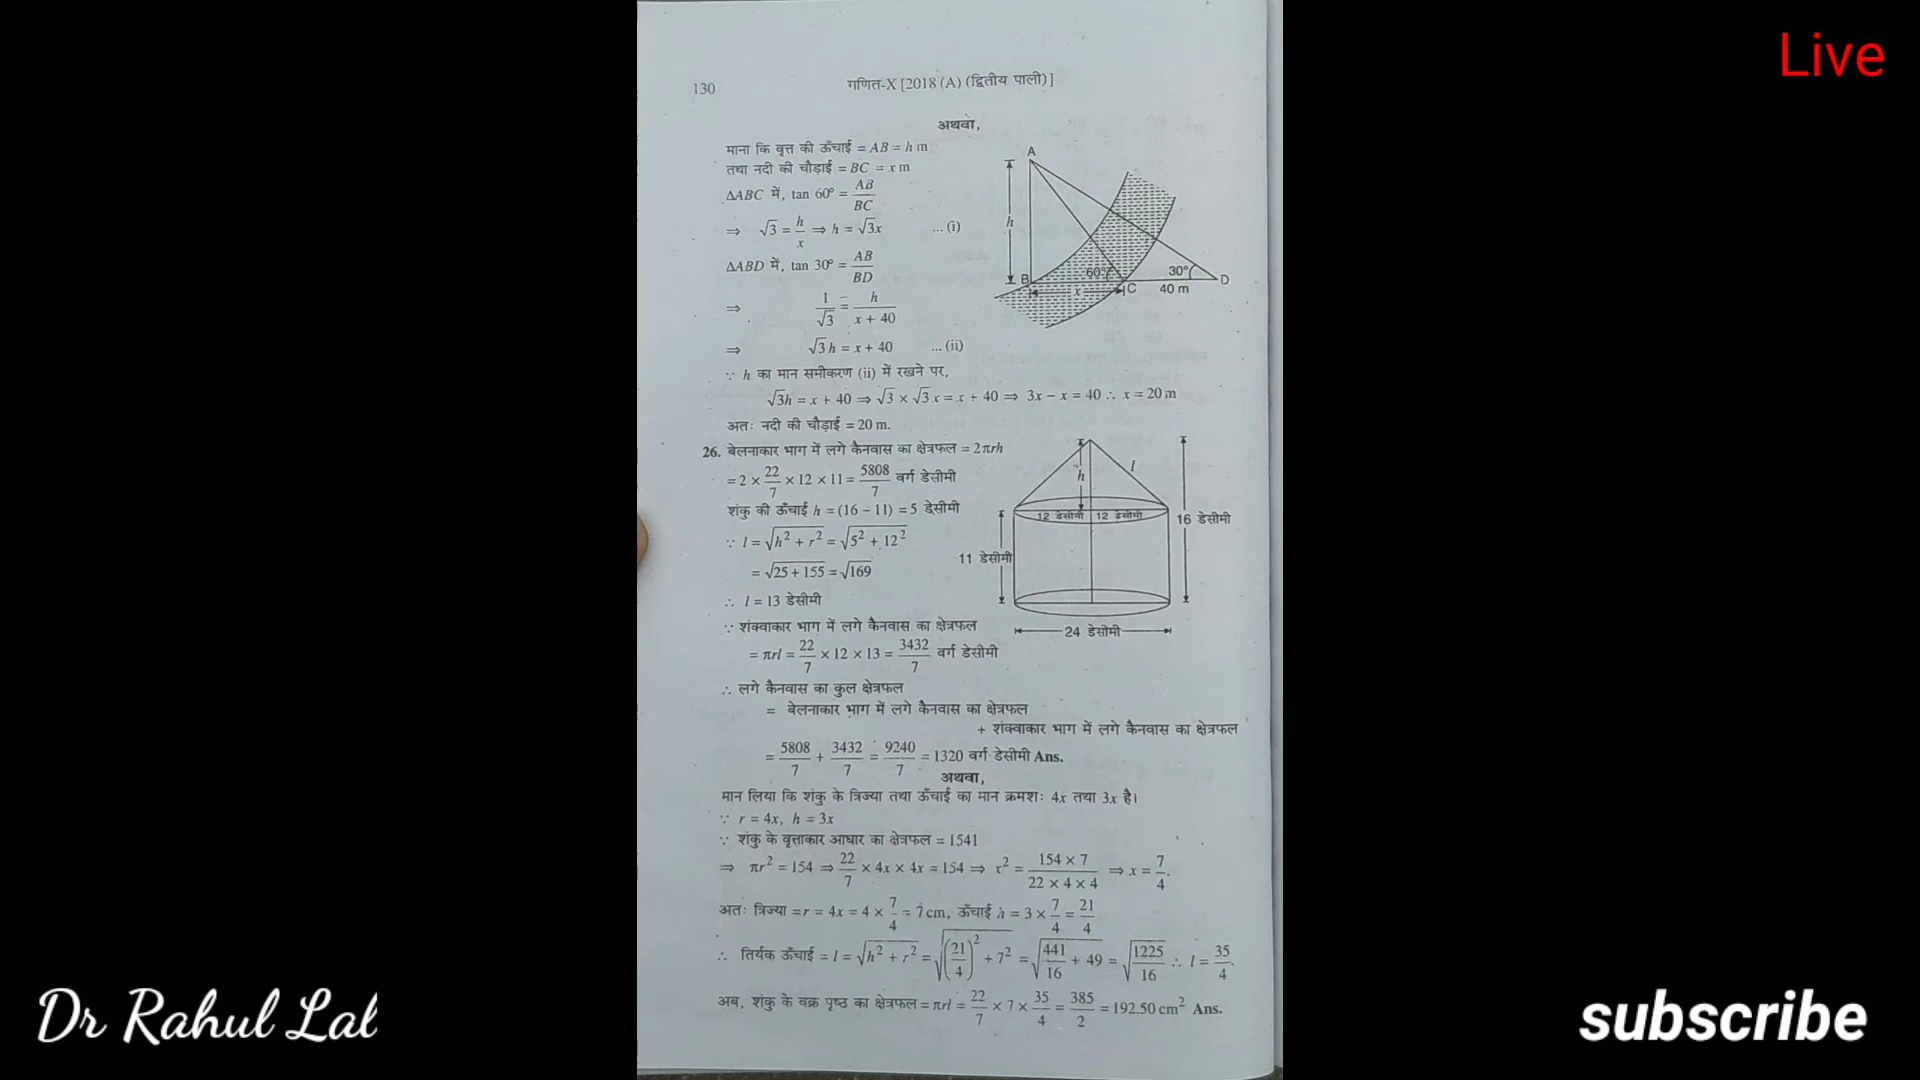 Live
130
गणित-X [2018 (A) (द्वितीय पाली)]
अथवा,
माना कि वृत्त की ऊँचाई = AB = h m
तथा नदी की चौड़ाई = BC = x m
ΔABC में, tan 60° = AB/BC
⇒ √3 = h/x ⇒ h = √3x ... (i)
ΔABD में, tan 30° = AB/BD
⇒ 1/√3 = h/(x + 40)
⇒ √3 h = x + 40 ... (ii)
∵ h का मान समीकरण (ii) में रखने पर,
√3h = x + 40 ⇒ √3 × √3 x = x + 40 ⇒ 3x − x = 40 ∴ x = 20 m
अतः नदी की चौड़ाई = 20 m.
A
h
B
60°
x
C
30°
40 m
D
26. बेलनाकार भाग में लगे कैनवास का क्षेत्रफल = 2πrh
= 2 × 22/7 × 12 × 11 = 5808/7 वर्ग डेसीमी
शंकु की ऊँचाई h = (16 − 11) = 5 डेसीमी
∵ l = √(h² + r²) = √(5² + 12²)
= √(25 + 155) = √169
∴ l = 13 डेसीमी
∵ शंक्वाकार भाग में लगे कैनवास का क्षेत्रफल
= πrl = 22/7 × 12 × 13 = 3432/7 वर्ग डेसीमी
h
l
12 डेसीमी 12 डेसीमी
16 डेसीमी
11 डेसीमी
24 डेसीमी
∴ लगे कैनवास का कुल क्षेत्रफल
= बेलनाकार भाग में लगे कैनवास का क्षेत्रफल
+ शंक्वाकार भाग में लगे कैनवास का क्षेत्रफल
= 5808/7 + 3432/7 = 9240/7 = 1320 वर्ग डेसीमी Ans.
अथवा,
मान लिया कि शंकु के त्रिज्या तथा ऊँचाई का मान क्रमशः 4x तथा 3x है।
∵ r = 4x, h = 3x
∵ शंकु के वृत्ताकार आधार का क्षेत्रफल = 1541
⇒ πr² = 154 ⇒ 22/7 × 4x × 4x = 154 ⇒ x² = (154 × 7)/(22 × 4 × 4) ⇒ x = 7/4.
अतः त्रिज्या = r = 4x = 4 × 7/4 = 7 cm, ऊँचाई h = 3 × 7/4 = 21/4
∴ तिर्यक ऊँचाई = l = √(h² + r²) = √((21/4)² + 7²) = √(441/16 + 49) = √(1225/16) ∴ l = 35/4.
अब, शंकु के वक्र पृष्ठ का क्षेत्रफल = πrl = 22/7 × 7 × 35/4 = 385/2 = 192.50 cm² Ans.
Dr Rahul Lal
subscribe